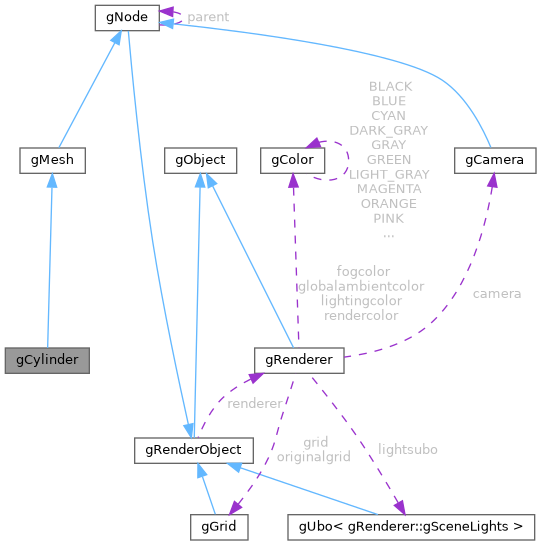 gNode
parent
BLACK
BLUE
CYAN
DARK_GRAY
GRAY
GREEN
LIGHT_GRAY
MAGENTA
ORANGE
PINK
...
gMesh
gObject
gColor
gCamera
fogcolor
globalambientcolor
lightingcolor
rendercolor
camera
gCylinder
gRenderer
renderer
grid
originalgrid
lightsubo
gRenderObject
gGrid
gUbo< gRenderer::gSceneLights >